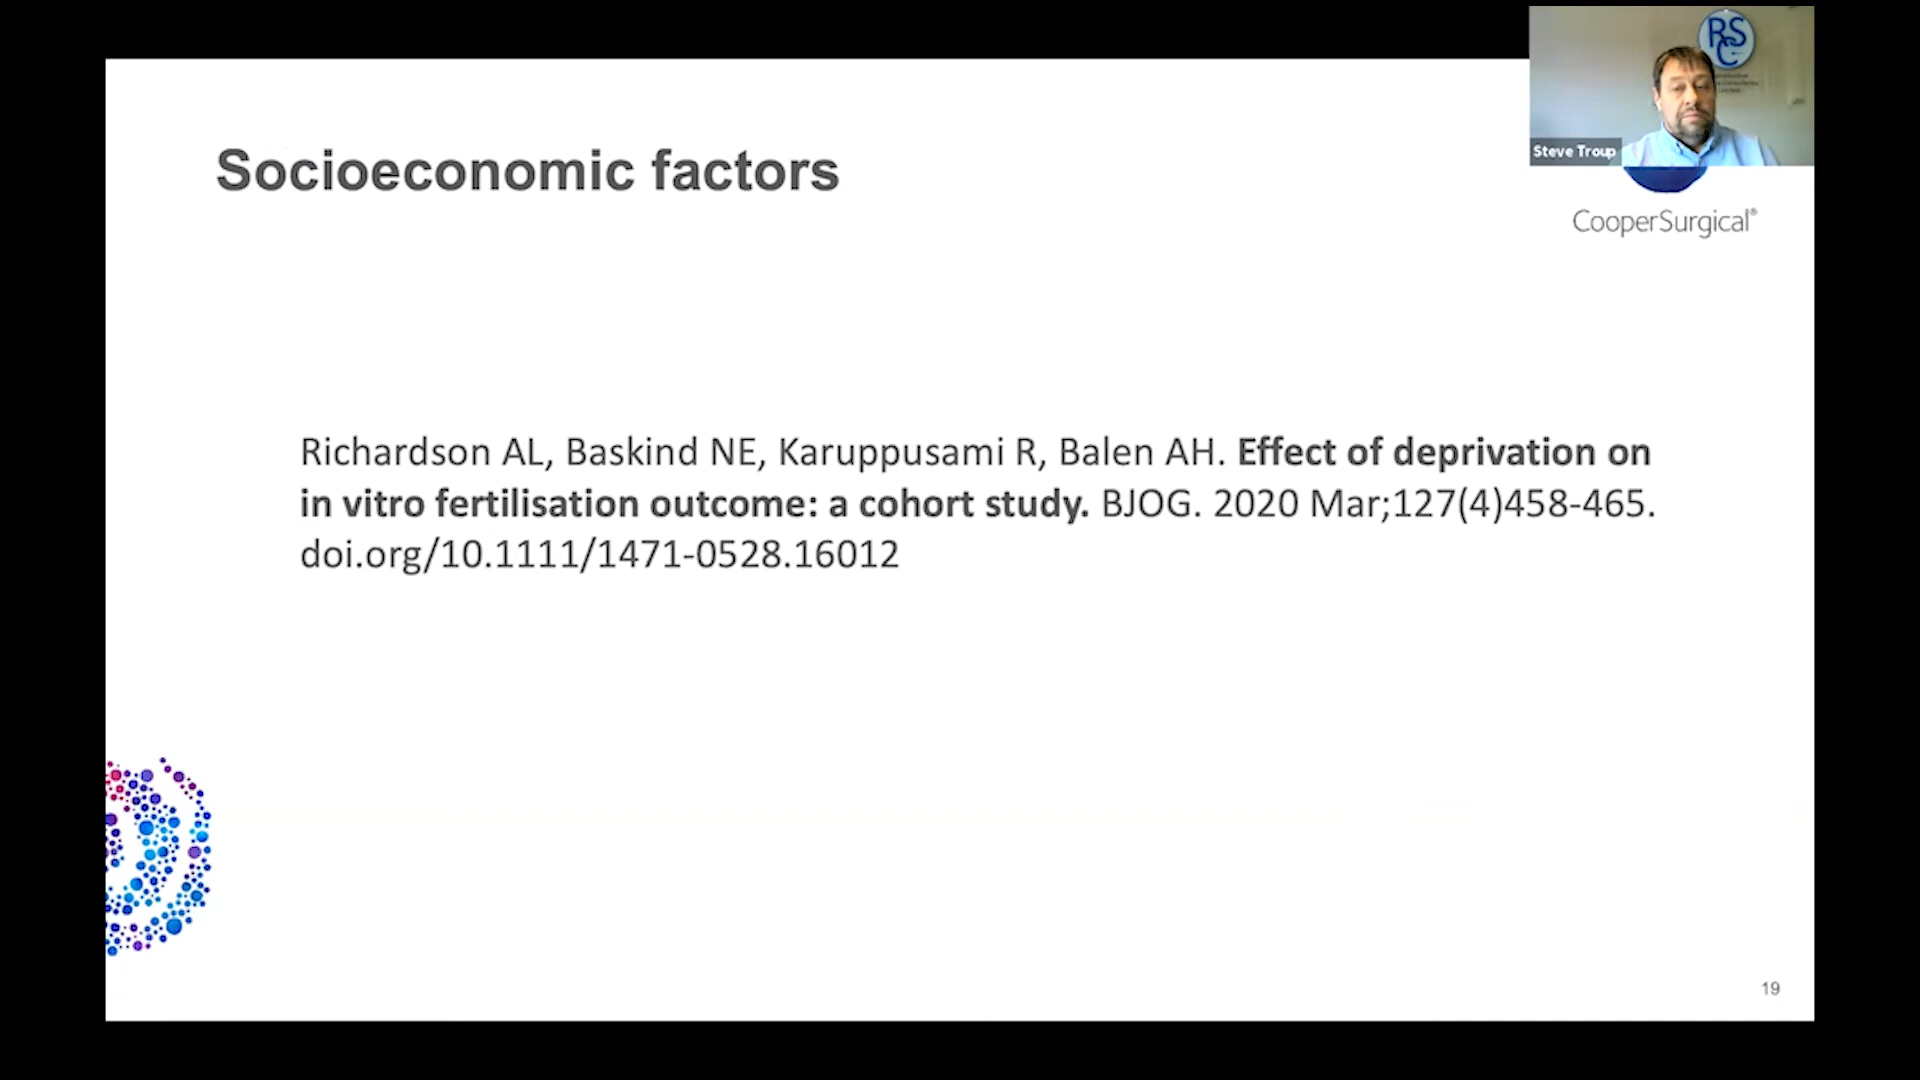 RSC
Steve Troup
CooperSurgical®
Socioeconomic factors
Richardson AL, Baskind NE, Karuppusami R, Balen AH. Effect of deprivation on
in vitro fertilisation outcome: a cohort study. BJOG. 2020 Mar;127(4)458-465.
doi.org/10.1111/1471-0528.16012
19